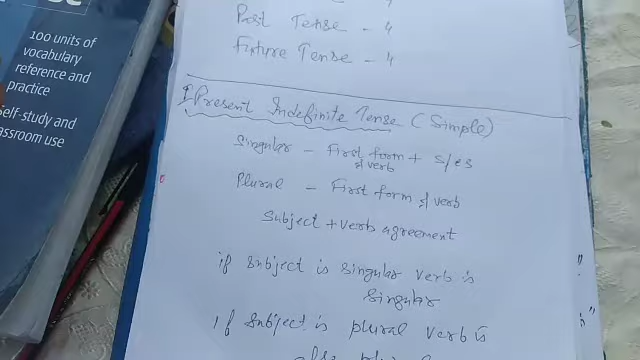 100 units of
vocabulary
reference and
practice
Self-study and
assroom use
Past Tense - 4
Future Tense - 4
I Present Indefinite Tense (Simple)
Singular - First form + s/es
of verb
Plural - First form of verb
Subject + verb agreement
if subject is singular verb is
singular
if subject is plural verb is